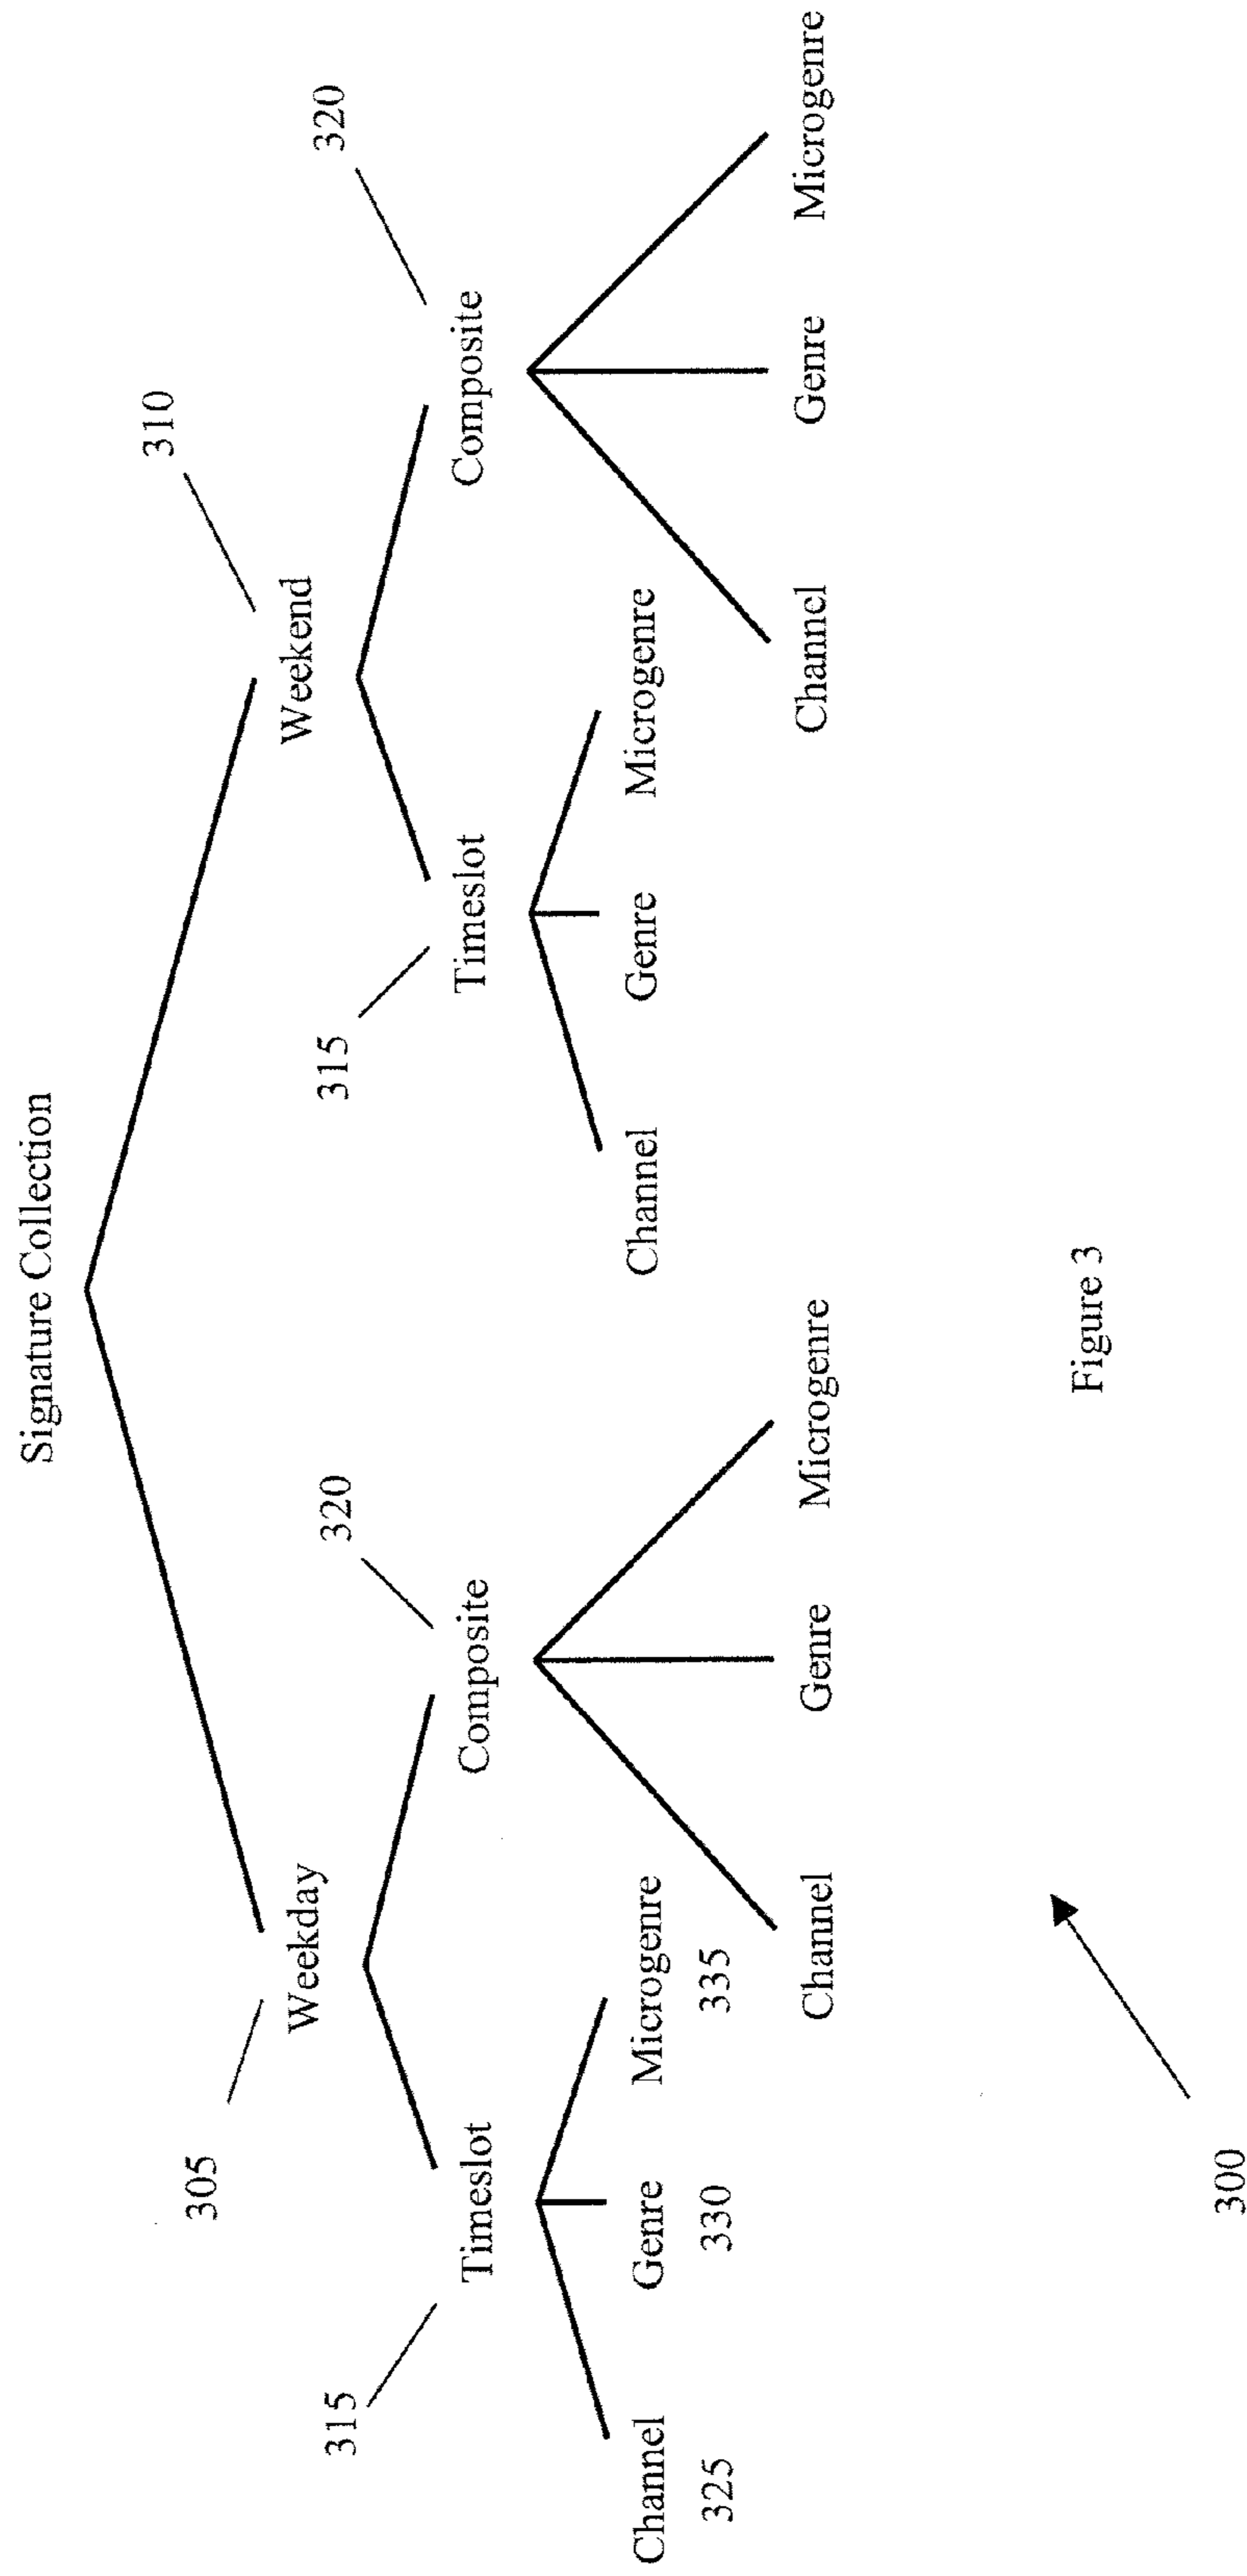 Signature Collection
305
Weekday
310
Weekend
315
Timeslot
320
Composite
315
Timeslot
320
Composite
Channel
Genre
Microgenre
325
330
335
Channel
Genre
Microgenre
Channel
Genre
Microgenre
Channel
Genre
Microgenre
300
Figure 3